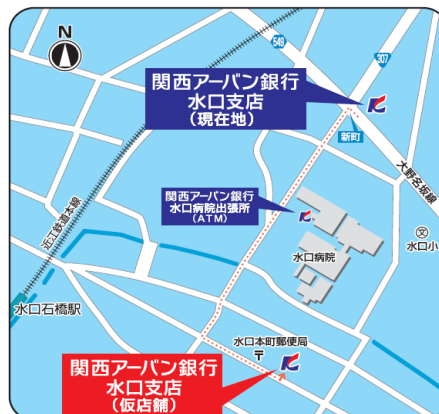 N
549
307
関西アーバン銀行
水口支店
(現在地)
新町
大野名坂線
関西アーバン銀行
水口病院出張所
(ATM)
近江鉄道本線
水口病院
文
水口小
水口石橋駅
水口本町郵便局
〒
関西アーバン銀行
水口支店
(仮店舗)